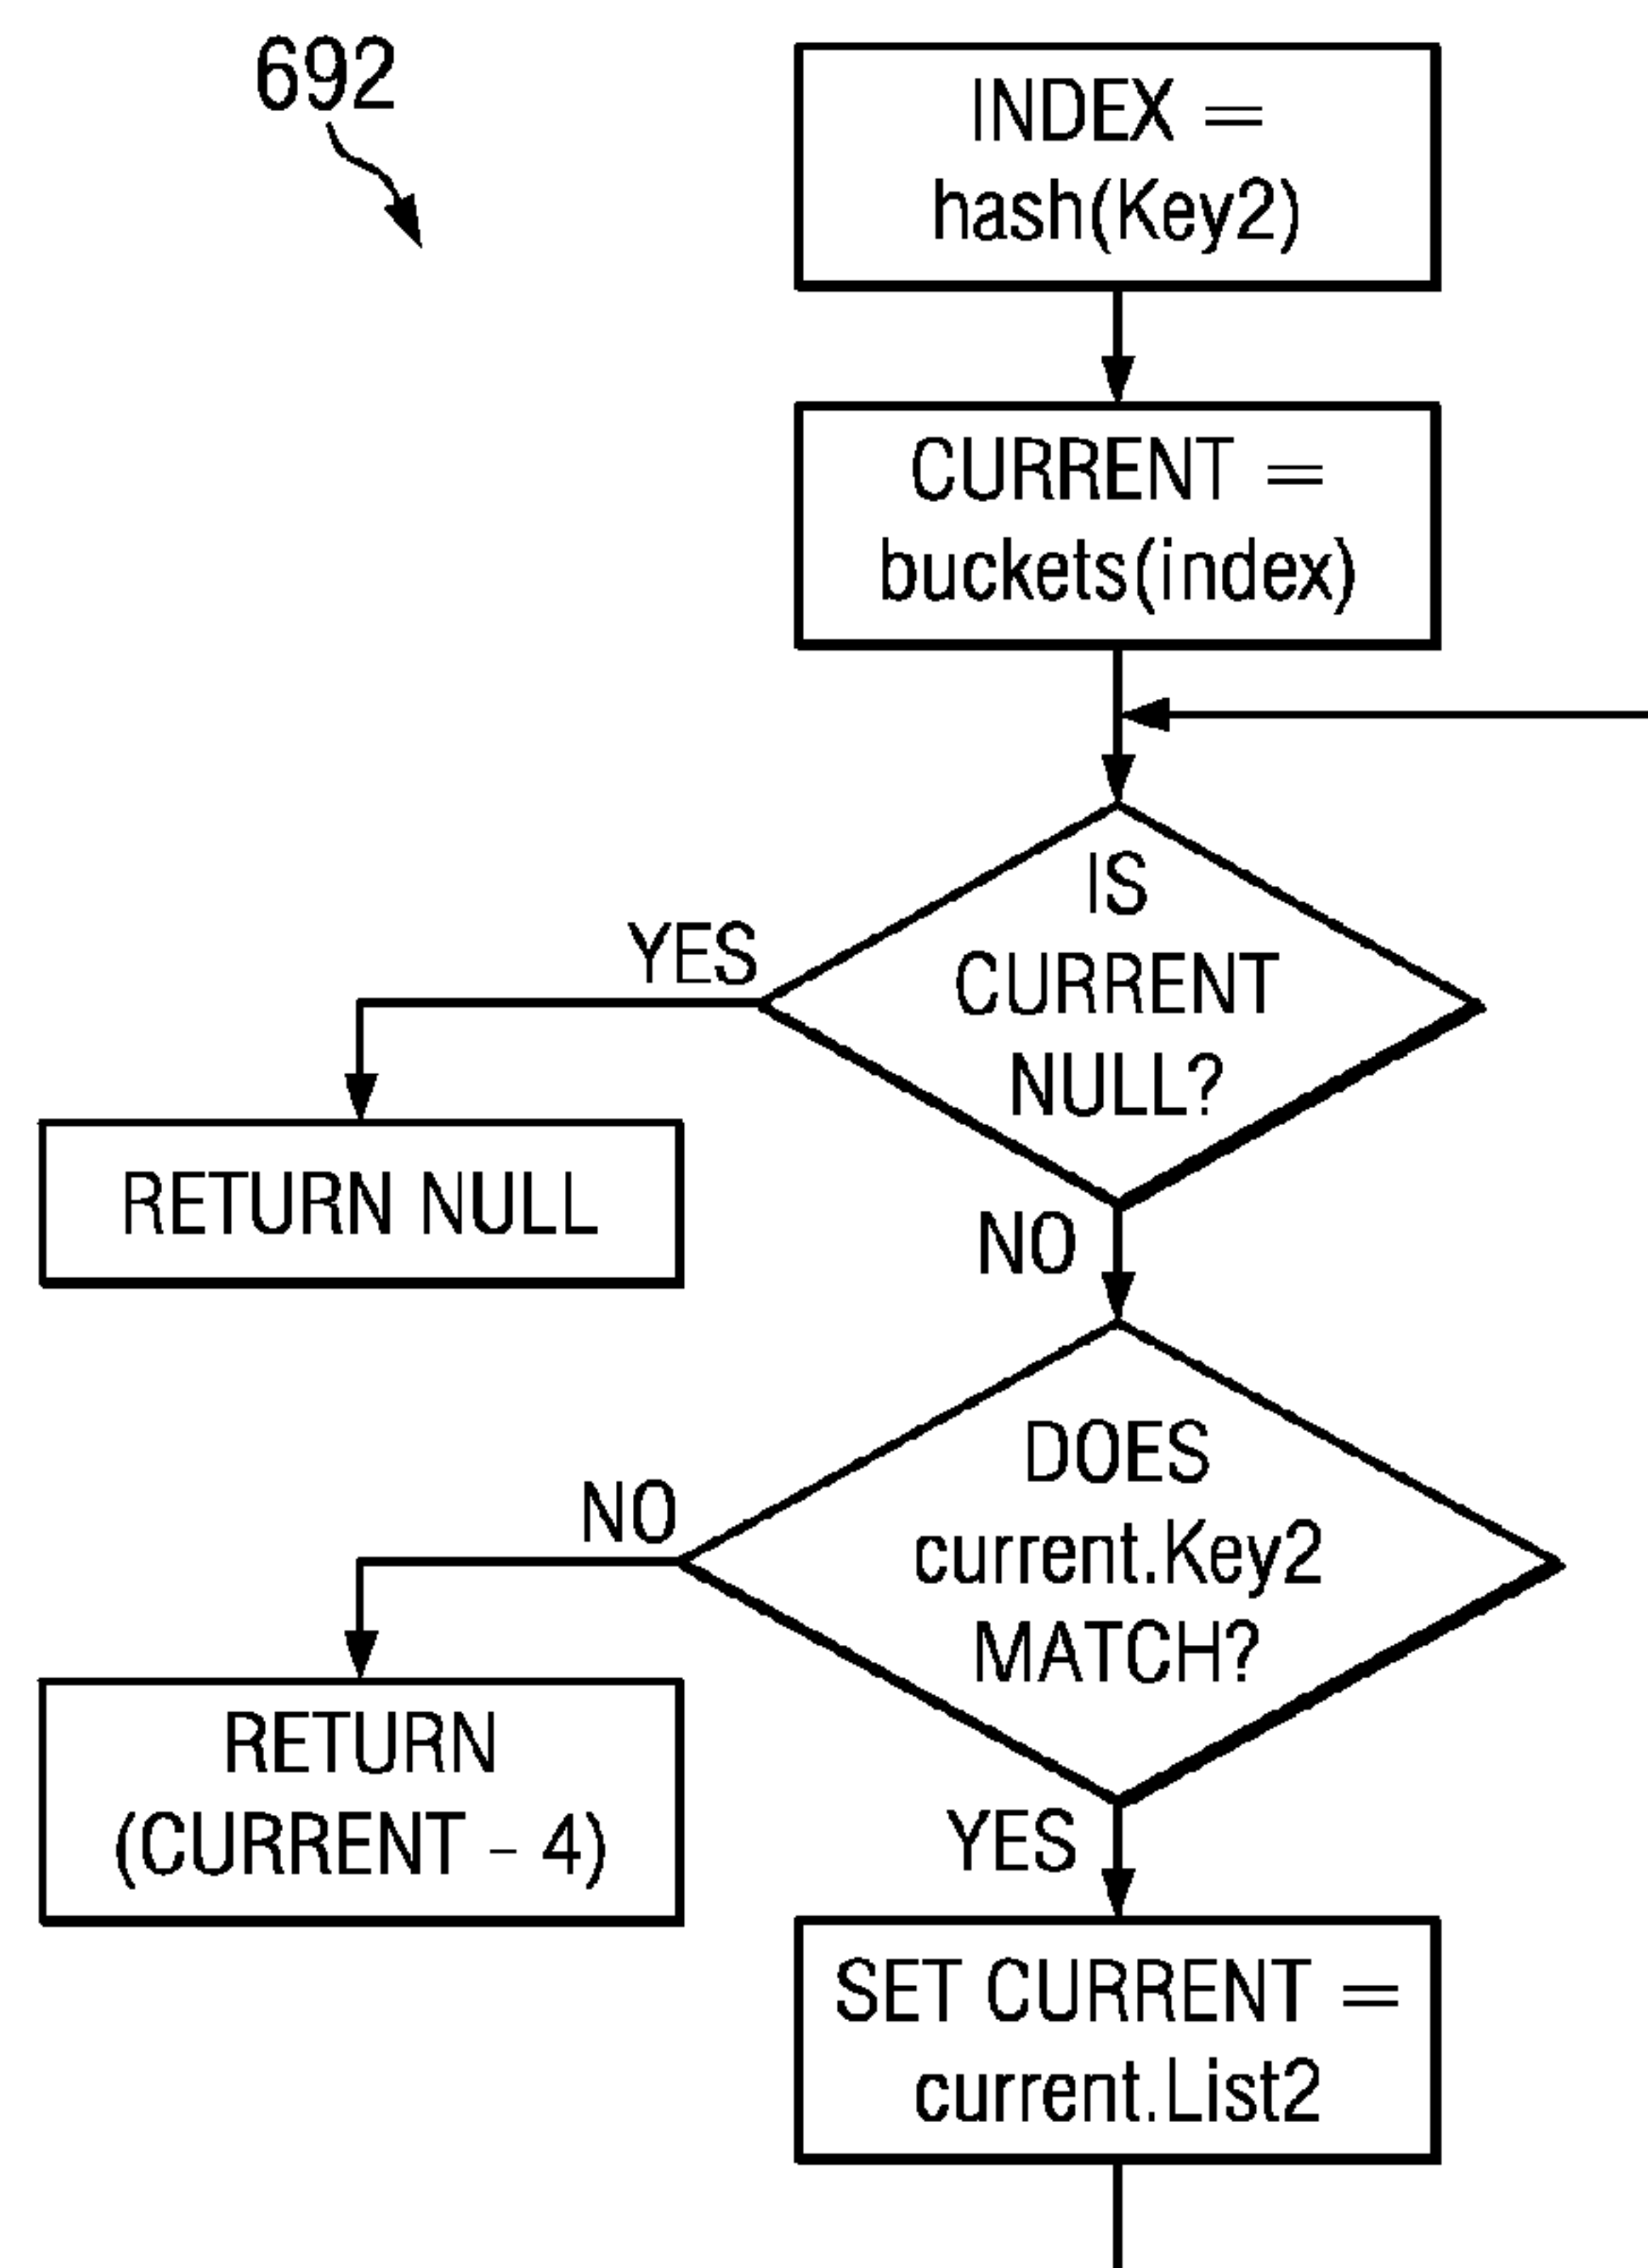 692
INDEX =
hash(Key2)
CURRENT =
buckets(index)
IS
CURRENT
NULL?
YES
RETURN NULL
NO
DOES
current.Key2
MATCH?
NO
RETURN
(CURRENT - 4)
YES
SET CURRENT =
current.List2